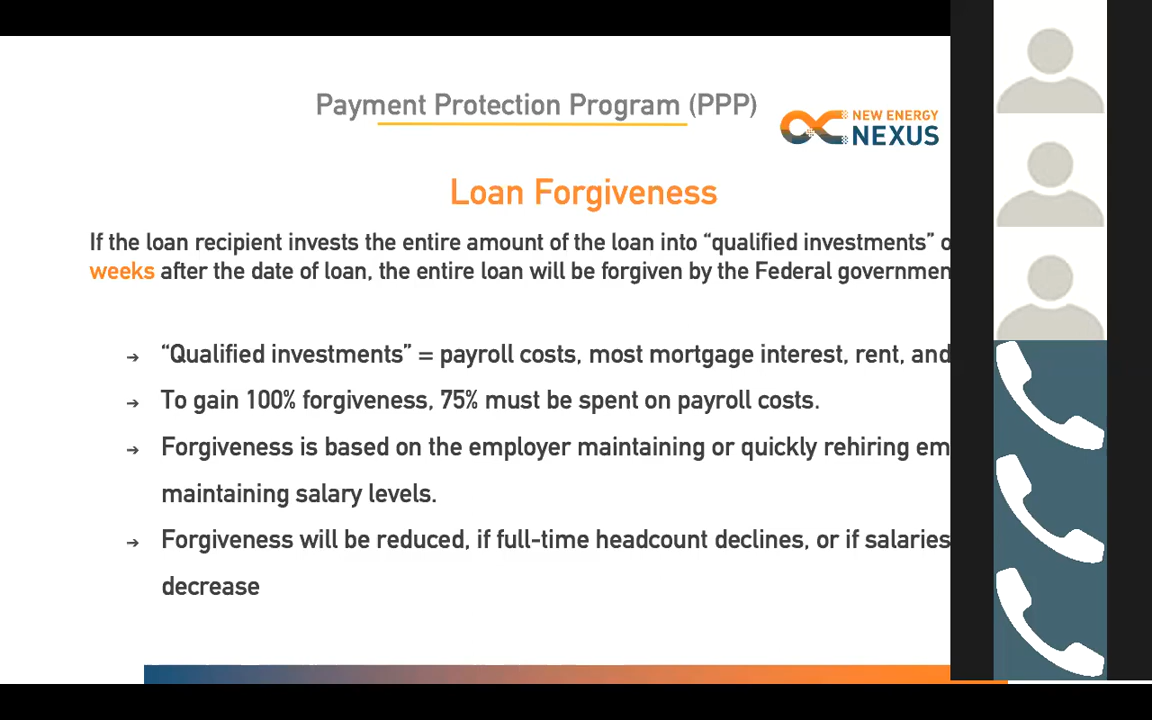 Payment Protection Program (PPP)
NEW ENERGY
NEXUS
Loan Forgiveness
If the loan recipient invests the entire amount of the loan into “qualified investments”
weeks after the date of loan, the entire loan will be forgiven by the Federal
➔ “Qualified investments” = payroll costs, most mortgage interest, rent, and
➔ To gain 100% forgiveness, 75% must be spent on payroll costs.
➔ Forgiveness is based on the employer maintaining or quickly rehiring
maintaining salary levels.
➔ Forgiveness will be reduced, if full-time headcount declines, or if salaries
decrease